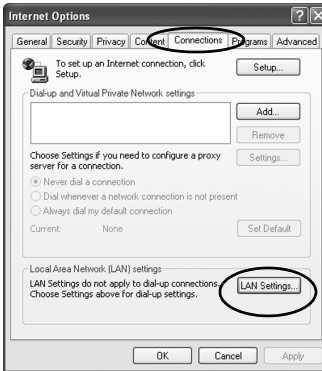 Internet Options
General Security Privacy Content Connections Programs Advanced
To set up an Internet connection, click
Setup.
Setup...
Dial-up and Virtual Private Network settings
Add...
Remove
Choose Settings if you need to configure a proxy
server for a connection.
Settings...
Never dial a connection
Dial whenever a network connection is not present
Always dial my default connection
Current None
Set Default
Local Area Network (LAN) settings
LAN Settings do not apply to dial-up connections.
Choose Settings above for dial-up settings.
LAN Settings...
OK Cancel Apply